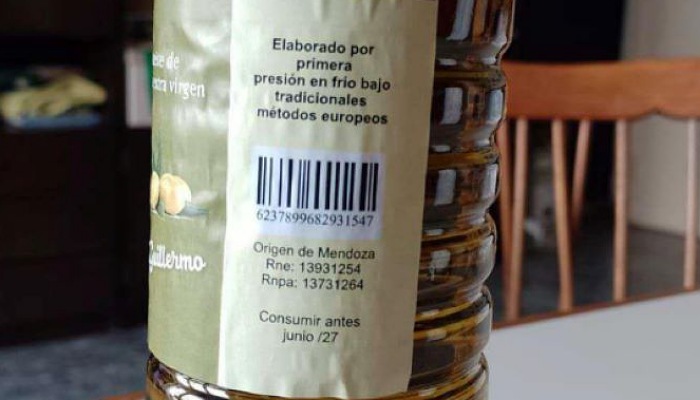 de
virgen
Guillermo
Elaborado por
primera
presión en frio bajo
tradicionales
métodos europeos
6237899682931547
Origen de Mendoza
Rne: 13931254
Rnpa: 13731264
Consumir antes
junio /27